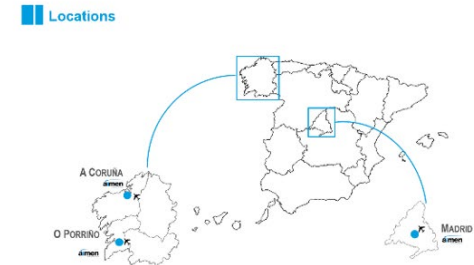 Locations
A CORUÑA
aimen
O PORRIÑO
aimen
MADRID
aimen